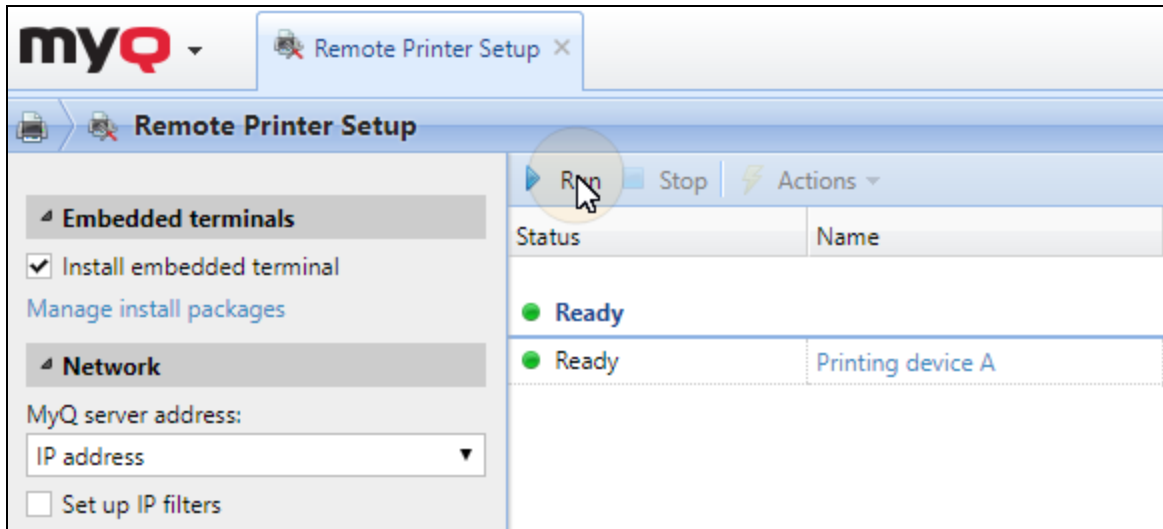 myQ
Remote Printer Setup
Remote Printer Setup
Run Stop Actions
Embedded terminals
Install embedded terminal
Manage install packages
Network
MyQ server address:
IP address
Set up IP filters
Status Name
Ready
Ready Printing device A